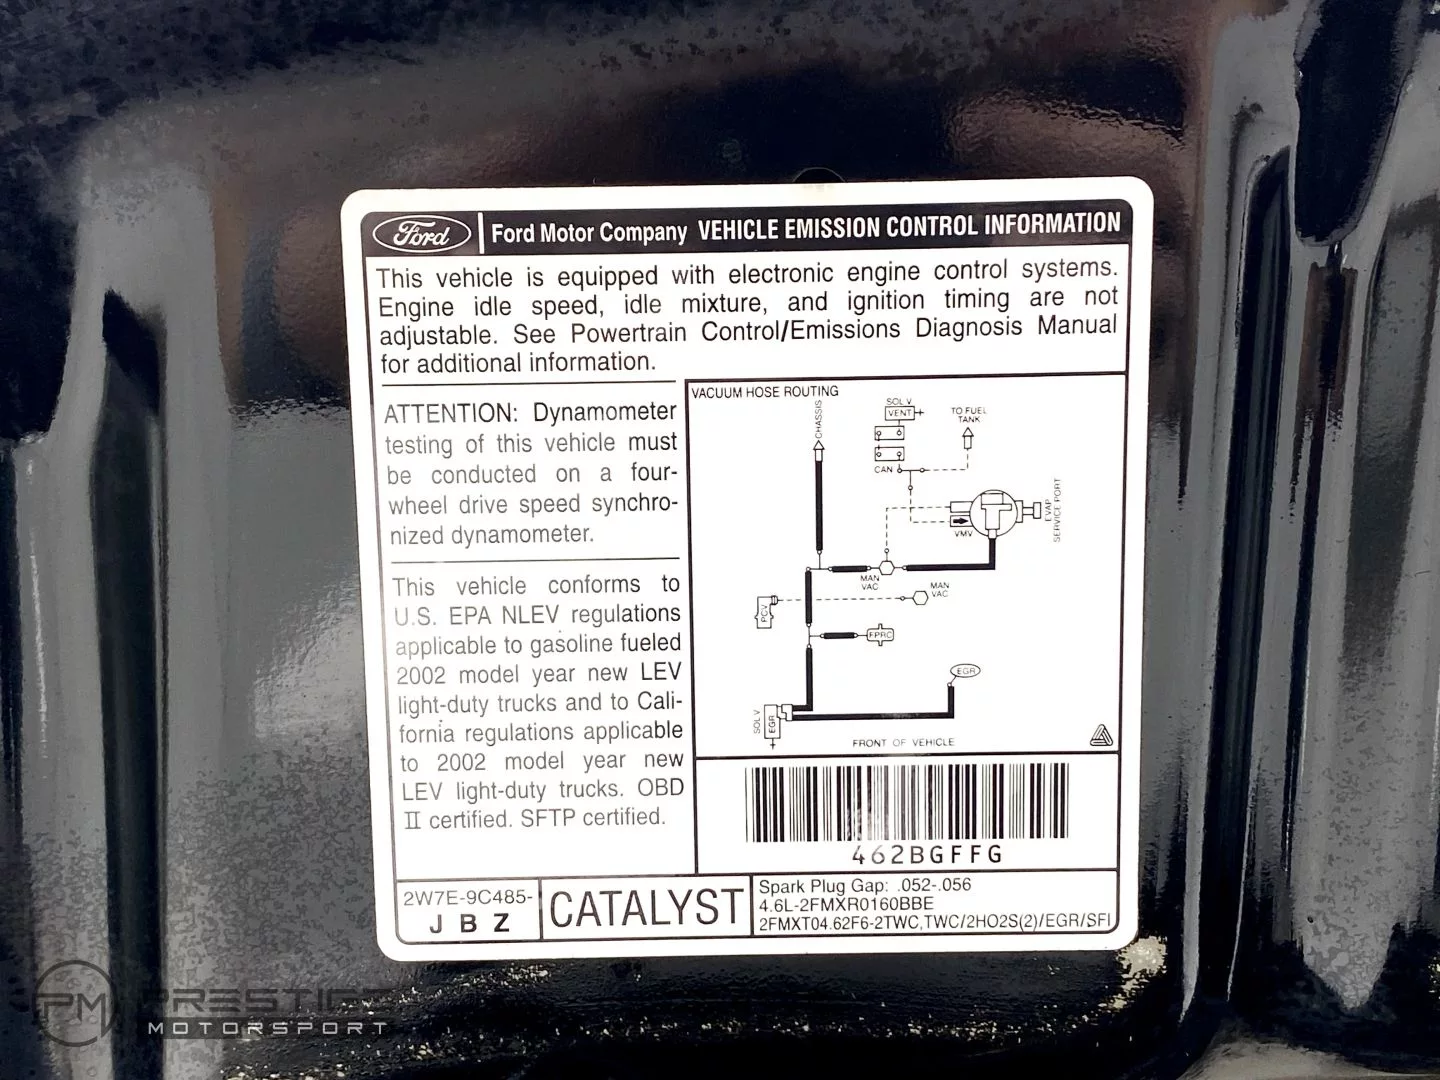 Ford
Ford Motor Company VEHICLE EMISSION CONTROL INFORMATION
This vehicle is equipped with electronic engine control systems.
Engine idle speed, idle mixture, and ignition timing are not
adjustable. See Powertrain Control/Emissions Diagnosis Manual
for additional information.
ATTENTION: Dynamometer
testing of this vehicle must
be conducted on a four-
wheel drive speed synchro-
nized dynamometer.
This vehicle conforms to
U.S. EPA NLEV regulations
applicable to gasoline fueled
2002 model year new LEV
light-duty trucks and to Cali-
fornia regulations applicable
to 2002 model year new
LEV light-duty trucks. OBD
II certified. SFTP certified.
VACUUM HOSE ROUTING
CHASSIS
SOL V
VENT
TO FUEL
TANK
CAN
VMV
EVAP
SERVICE PORT
MAN
VAC
MAN
VAC
PCV
FPRC
EGR
SOL V
EGR
FRONT OF VEHICLE
462BGFFG
2W7E-9C485-
J B Z
CATALYST
Spark Plug Gap: .052-.056
4.6L-2FMXR0160BBE
2FMXT04.62F6-2TWC,TWC/2HO2S(2)/EGR/SFI
PM
PRESTIGE
MOTORSPORT